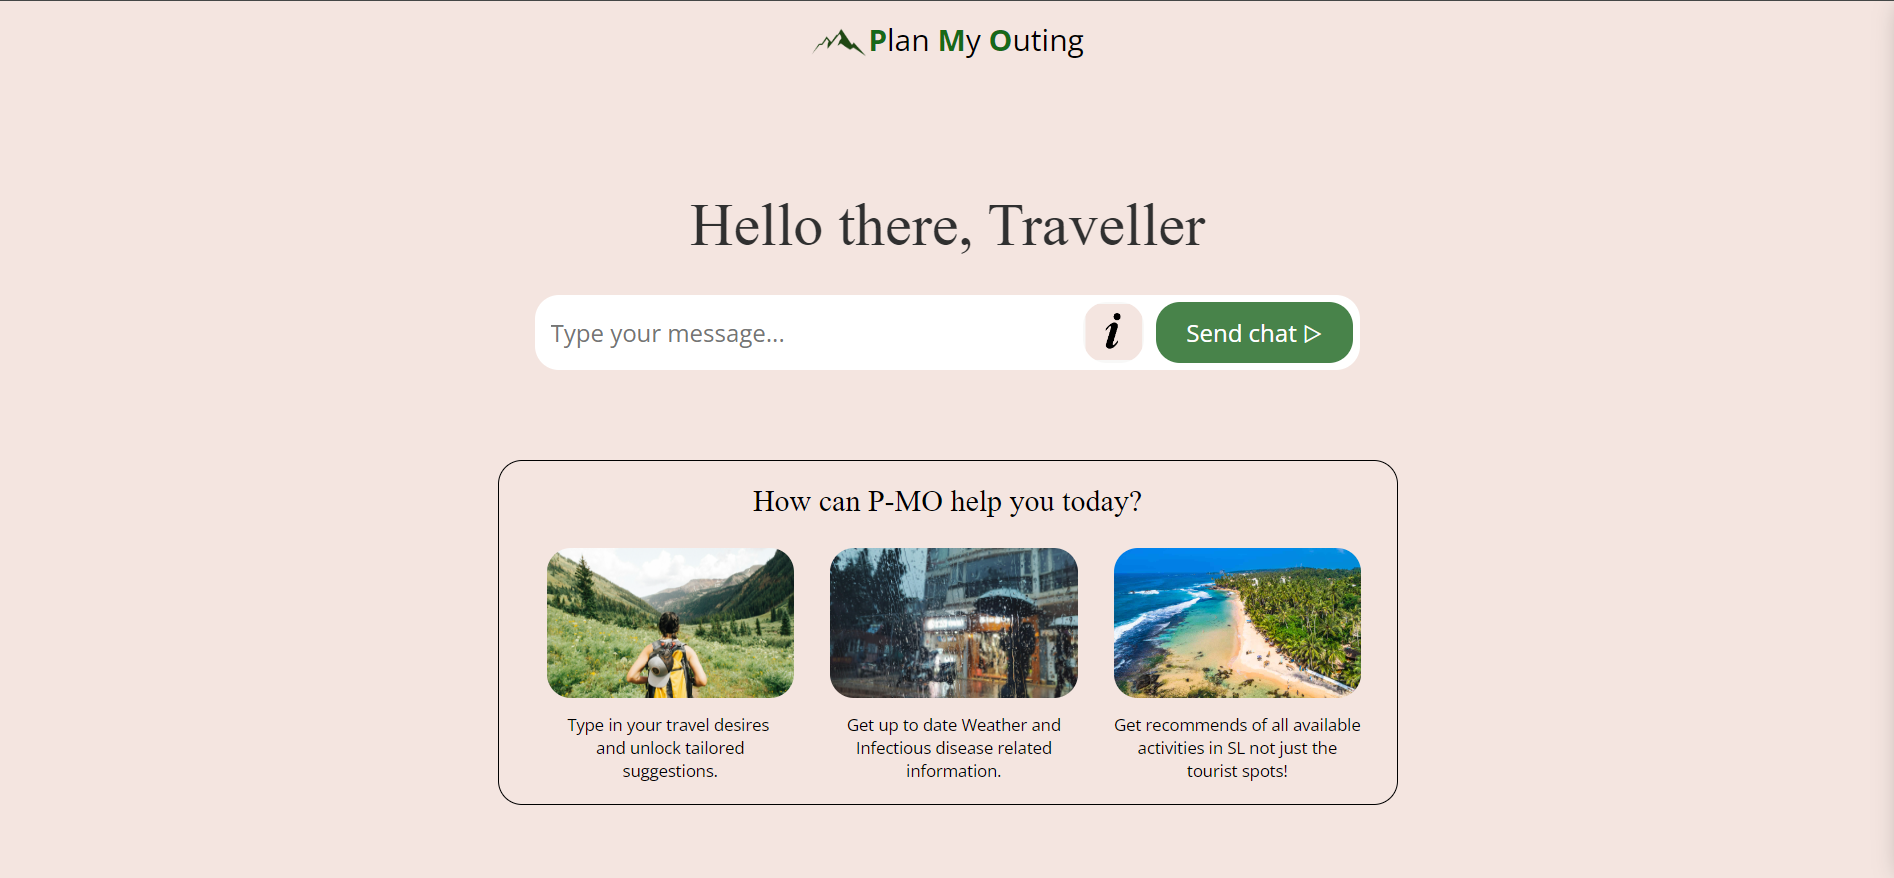 Plan My Outing
Hello there, Traveller
Type your message...
i
Send chat ▷
How can P-MO help you today?
Type in your travel desires
and unlock tailored
suggestions.
Get up to date Weather and
Infectious disease related
information.
Get recommends of all available
activities in SL not just the
tourist spots!